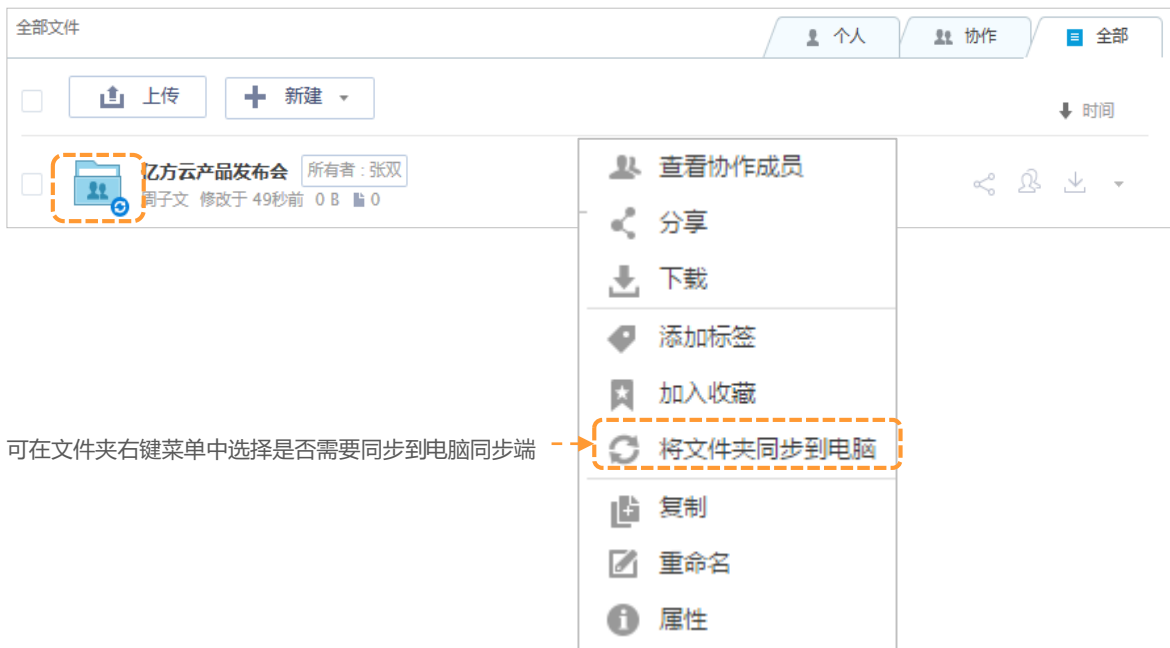 全部文件
个人
协作
全部
上传
新建
时间
亿方云产品发布会 所有者：张双
周子文 修改于 49秒前 0 B 0
查看协作成员
分享
下载
添加标签
加入收藏
可在文件夹右键菜单中选择是否需要同步到电脑同步端
将文件夹同步到电脑
复制
重命名
属性